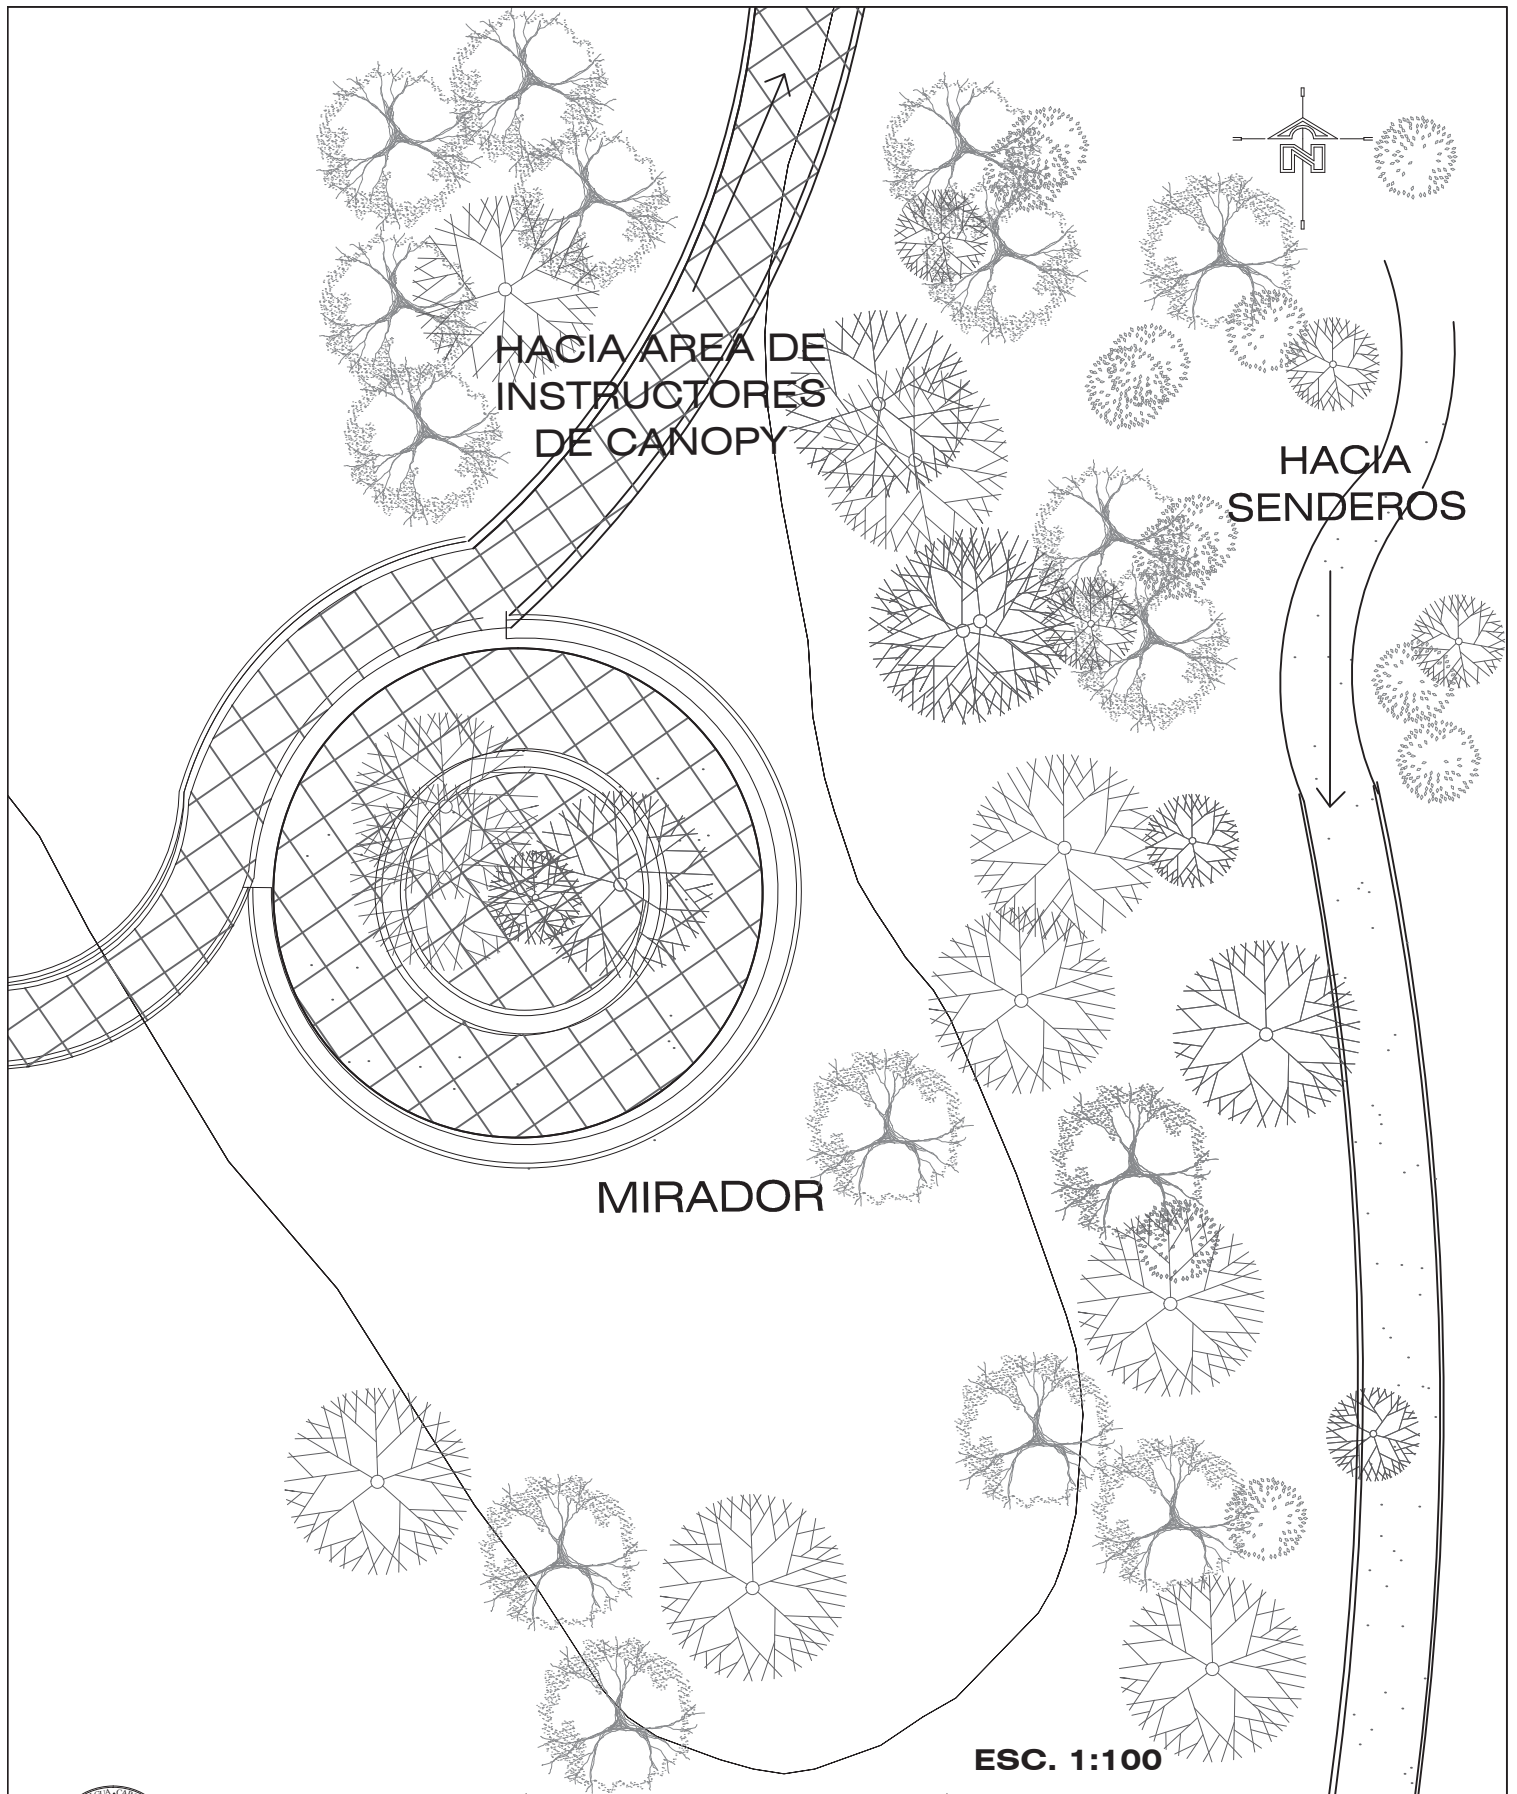 N
HACIA AREA DE
INSTRUCTORES
DE CANOPY
HACIA
SENDEROS
MIRADOR
ESC. 1:100